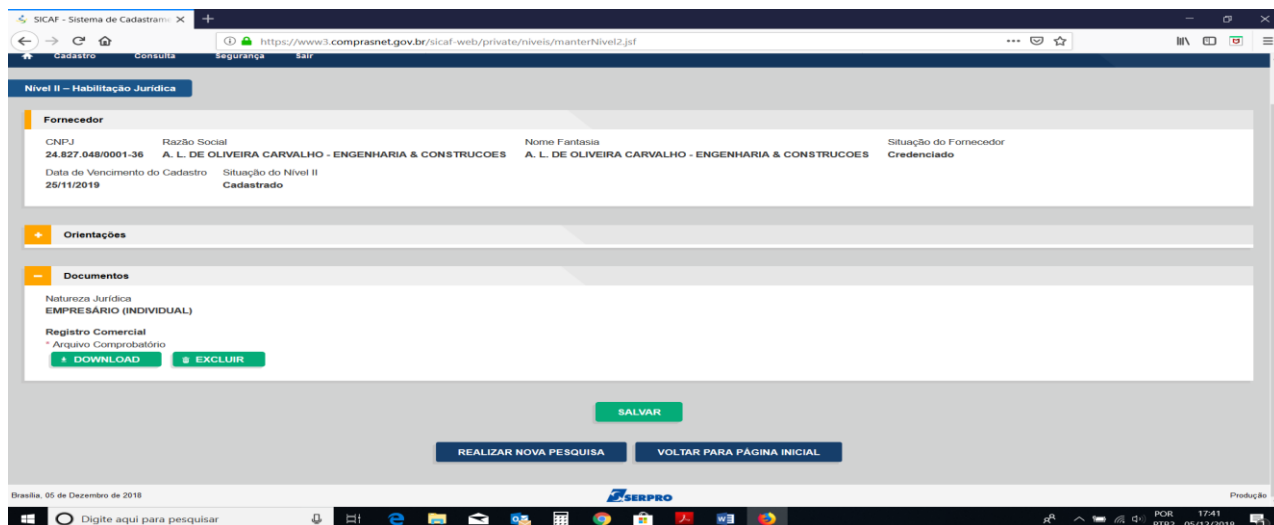 SICAF - Sistema de Cadastrame
https://www3.comprasnet.gov.br/sicaf-web/private/niveis/manterNivel2.jsf
Cadastro Consulta Segurança Sair
Nível II – Habilitação Jurídica
Fornecedor
CNPJ Razão Social Nome Fantasia Situação do Fornecedor
24.827.048/0001-36 A. L. DE OLIVEIRA CARVALHO - ENGENHARIA & CONSTRUCOES A. L. DE OLIVEIRA CARVALHO - ENGENHARIA & CONSTRUCOES Credenciado
Data de Vencimento do Cadastro Situação do Nível II
25/11/2019 Cadastrado
+ Orientações
– Documentos
Natureza Jurídica
EMPRESÁRIO (INDIVIDUAL)
Registro Comercial
* Arquivo Comprobatório
DOWNLOAD EXCLUIR
SALVAR
REALIZAR NOVA PESQUISA VOLTAR PARA PÁGINA INICIAL
Brasília, 05 de Dezembro de 2018 SERPRO Produção
Digite aqui para pesquisar POR 17:41
PTB2 05/12/2018